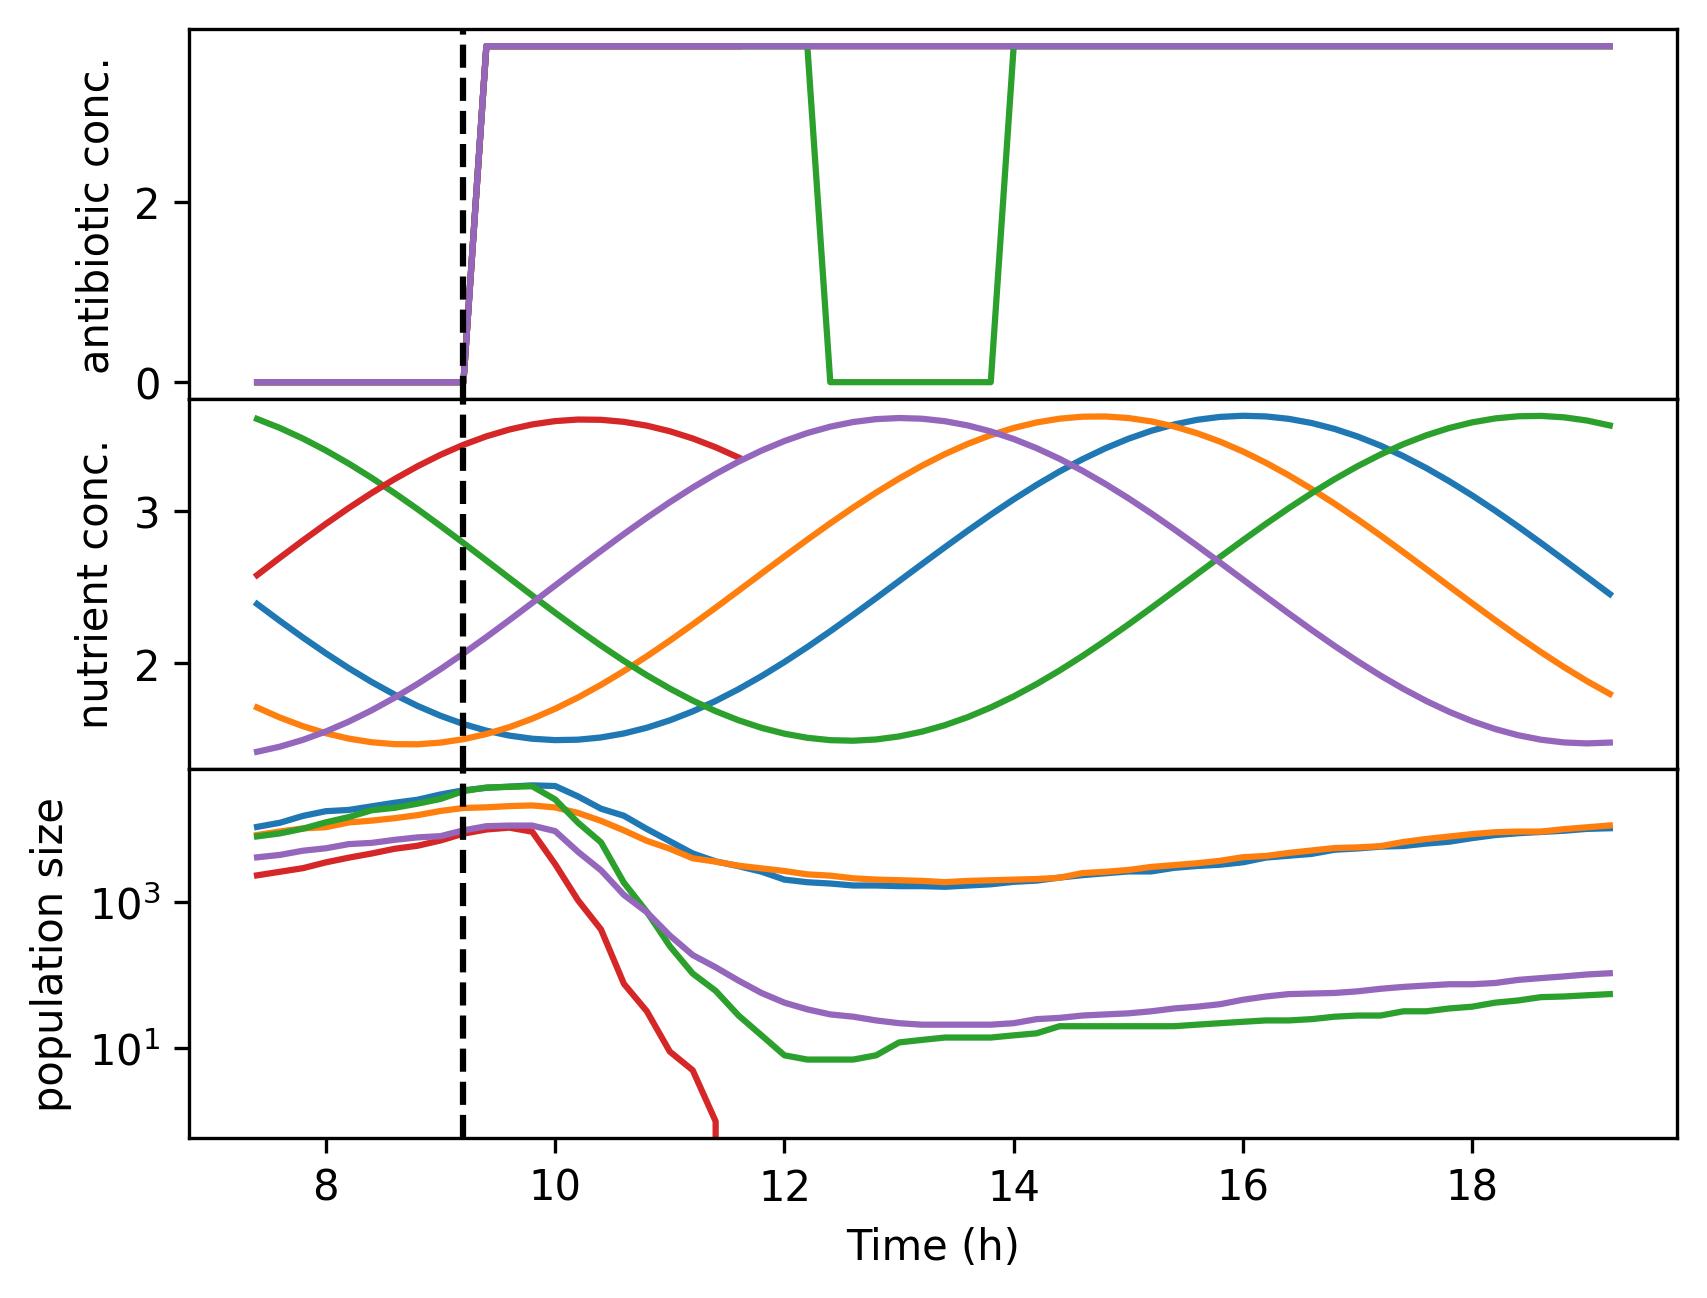 antibiotic conc.
2
0
nutrient conc.
3
2
population size
10³
10¹
8 10 12 14 16 18
Time (h)